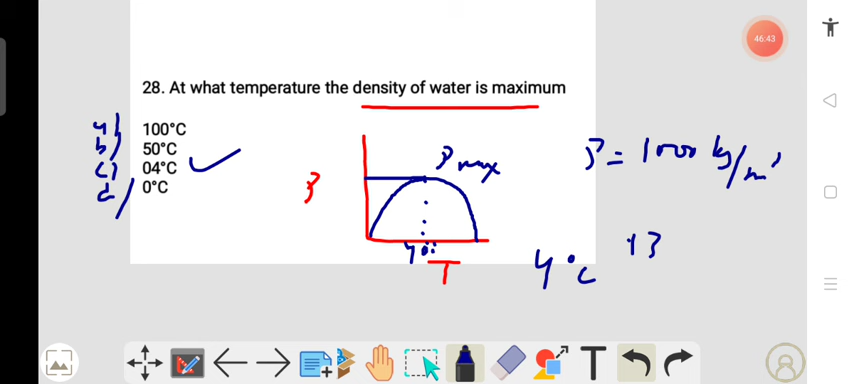 46:43
28. At what temperature the density of water is maximum
a) 100°C
b) 50°C
c) 04°C
d) 0°C
ρ
ρ max
4°c
T
ρ = 1000 kg/m³
4°c
T